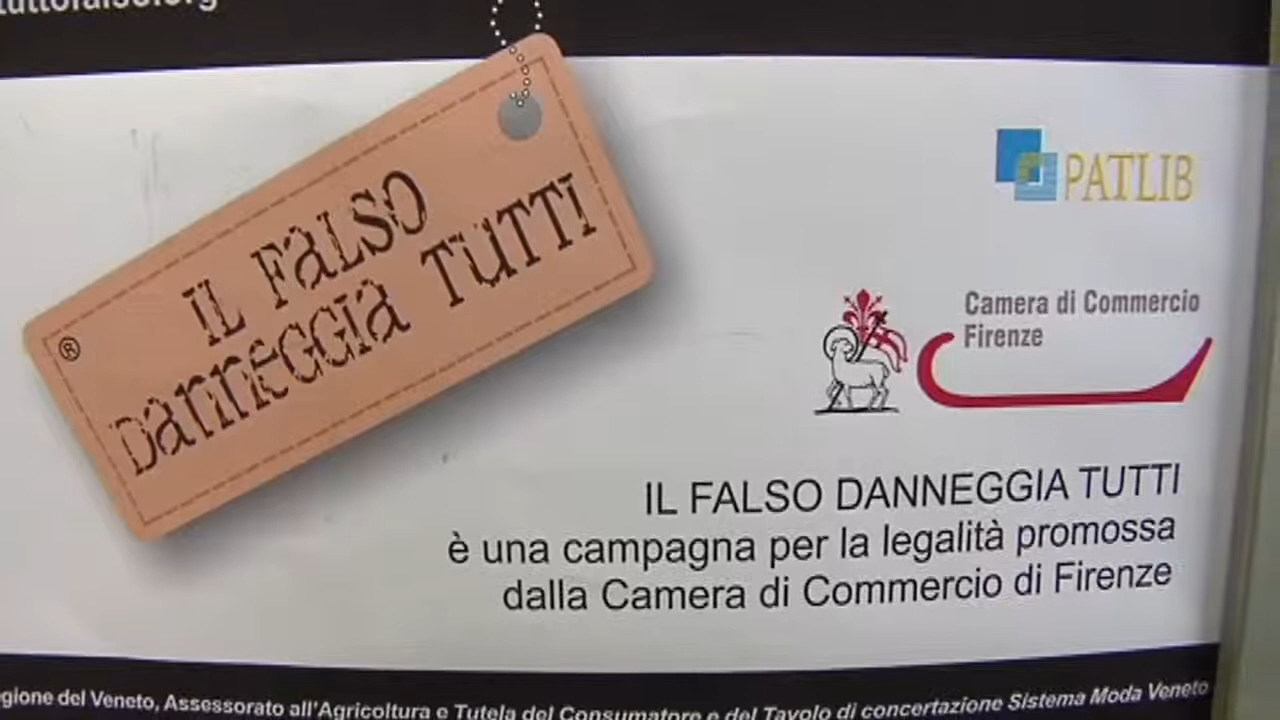 IL FaLSO
DanneGGIa TUTTI
®
PATLIB
Camera di Commercio
Firenze
IL FALSO DANNEGGIA TUTTI
è una campagna per la legalità promossa
dalla Camera di Commercio di Firenze
del Veneto, Assessorato all'Agricoltura e Tutela del Consumatore e del Tavolo di concertazione Sistema Moda Veneto